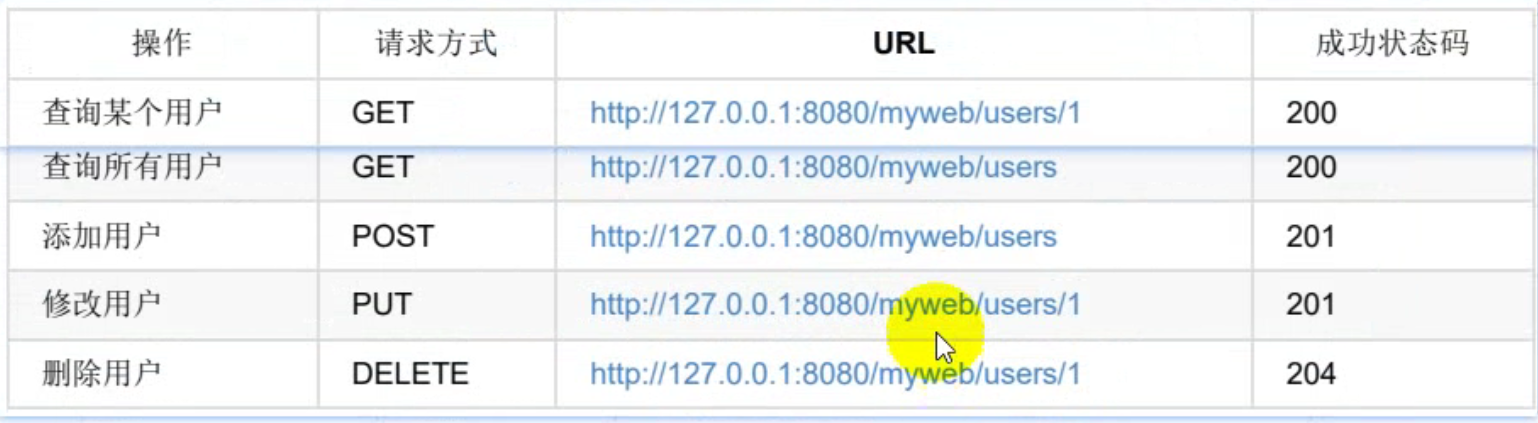 操作 请求方式 URL 成功状态码
查询某个用户 GET http://127.0.0.1:8080/myweb/users/1 200
查询所有用户 GET http://127.0.0.1:8080/myweb/users 200
添加用户 POST http://127.0.0.1:8080/myweb/users 201
修改用户 PUT http://127.0.0.1:8080/myweb/users/1 201
删除用户 DELETE http://127.0.0.1:8080/myweb/users/1 204